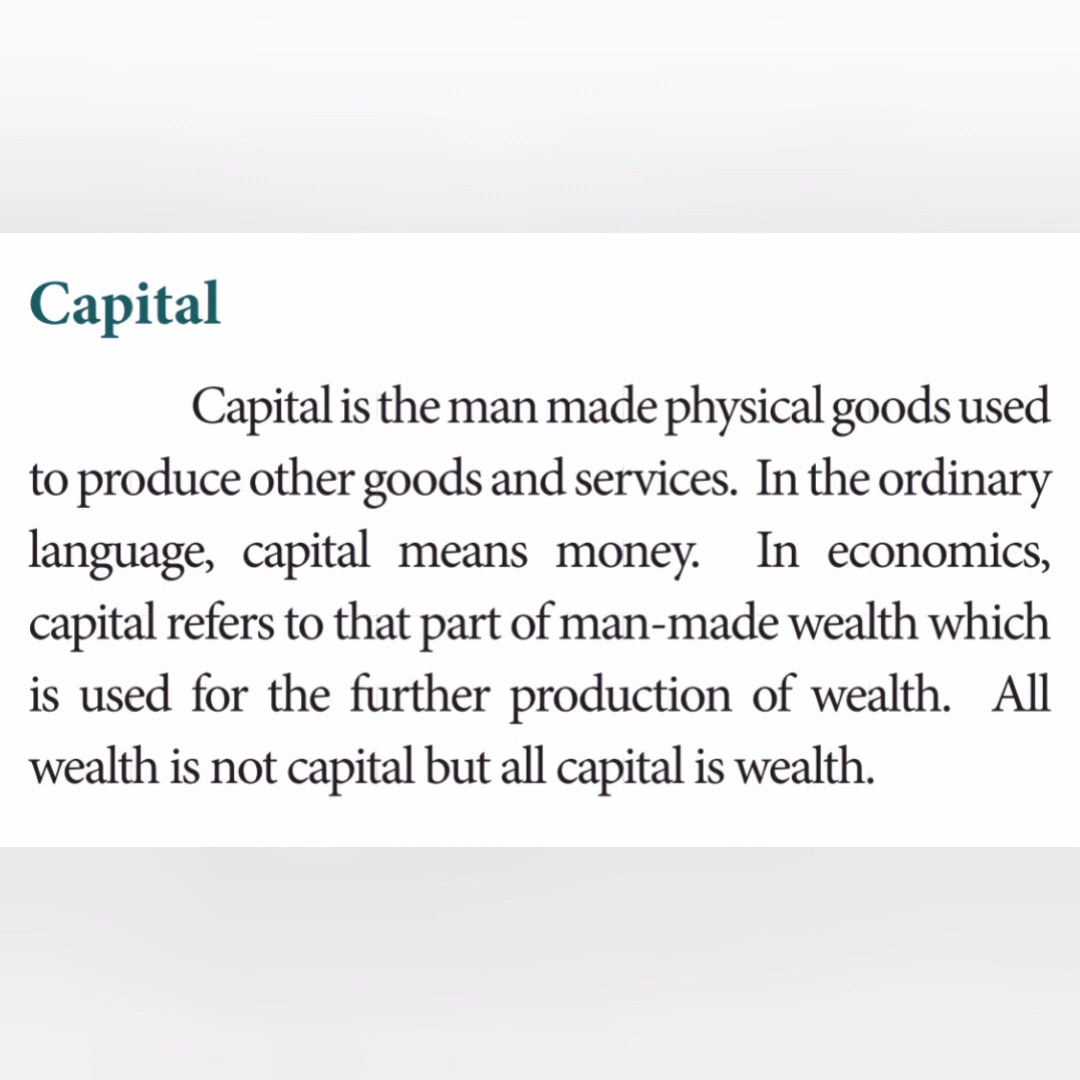 Capital
Capital is the man made physical goods used
to produce other goods and services. In the ordinary
language, capital means money. In economics,
capital refers to that part of man-made wealth which
is used for the further production of wealth. All
wealth is not capital but all capital is wealth.